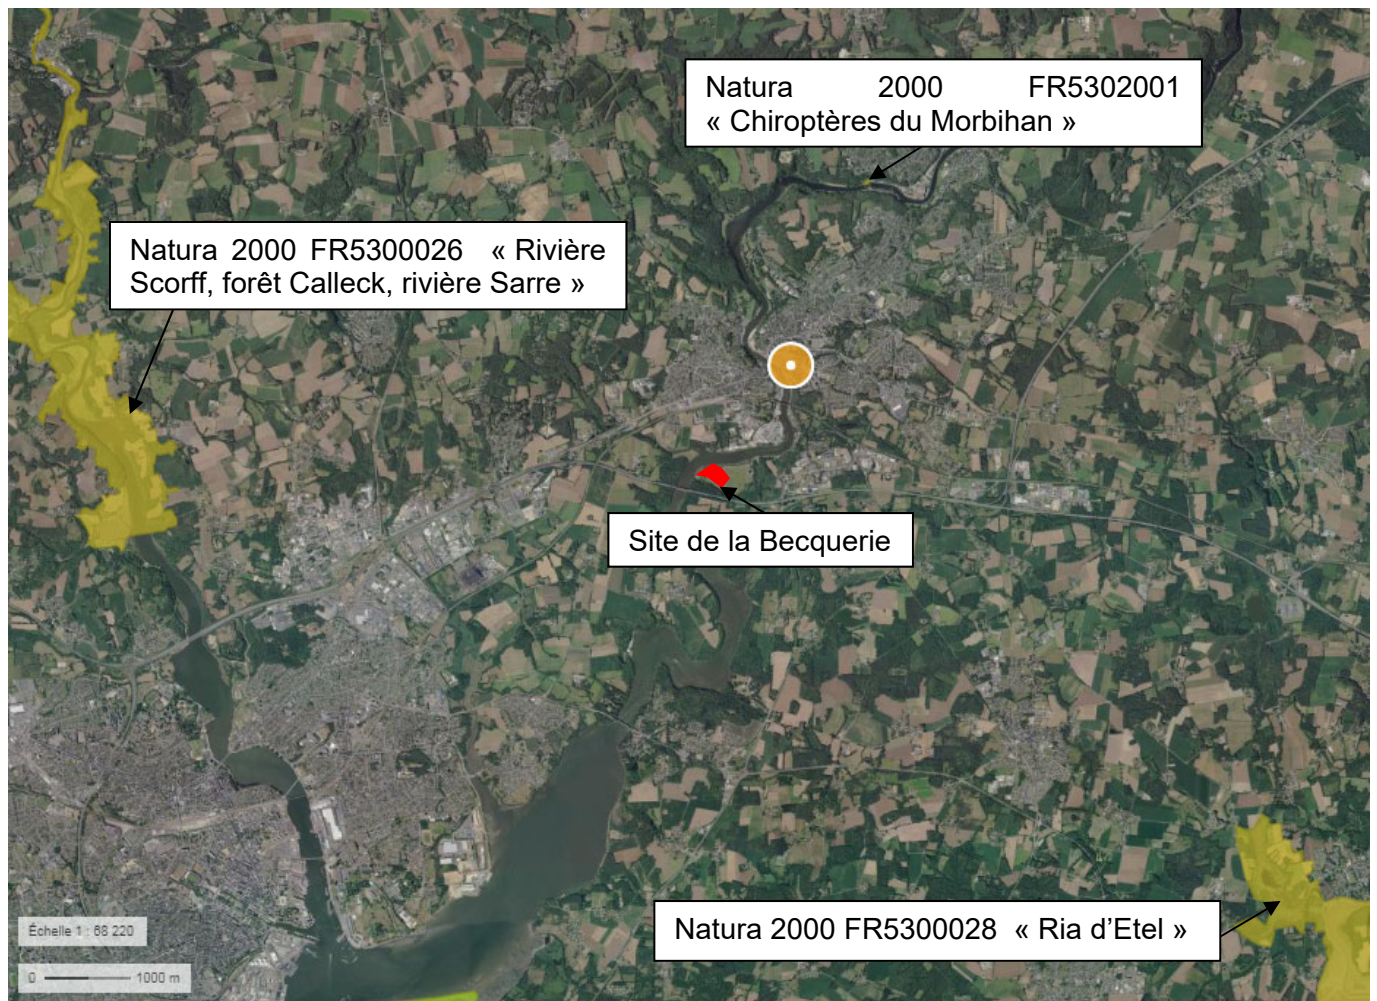 Natura 2000 FR5302001
« Chiroptères du Morbihan »
Natura 2000 FR5300026 « Rivière
Scorff, forêt Calleck, rivière Sarre »
Site de la Becquerie
Natura 2000 FR5300028 « Ria d'Etel »
Échelle 1 : 68 220
0 1000 m